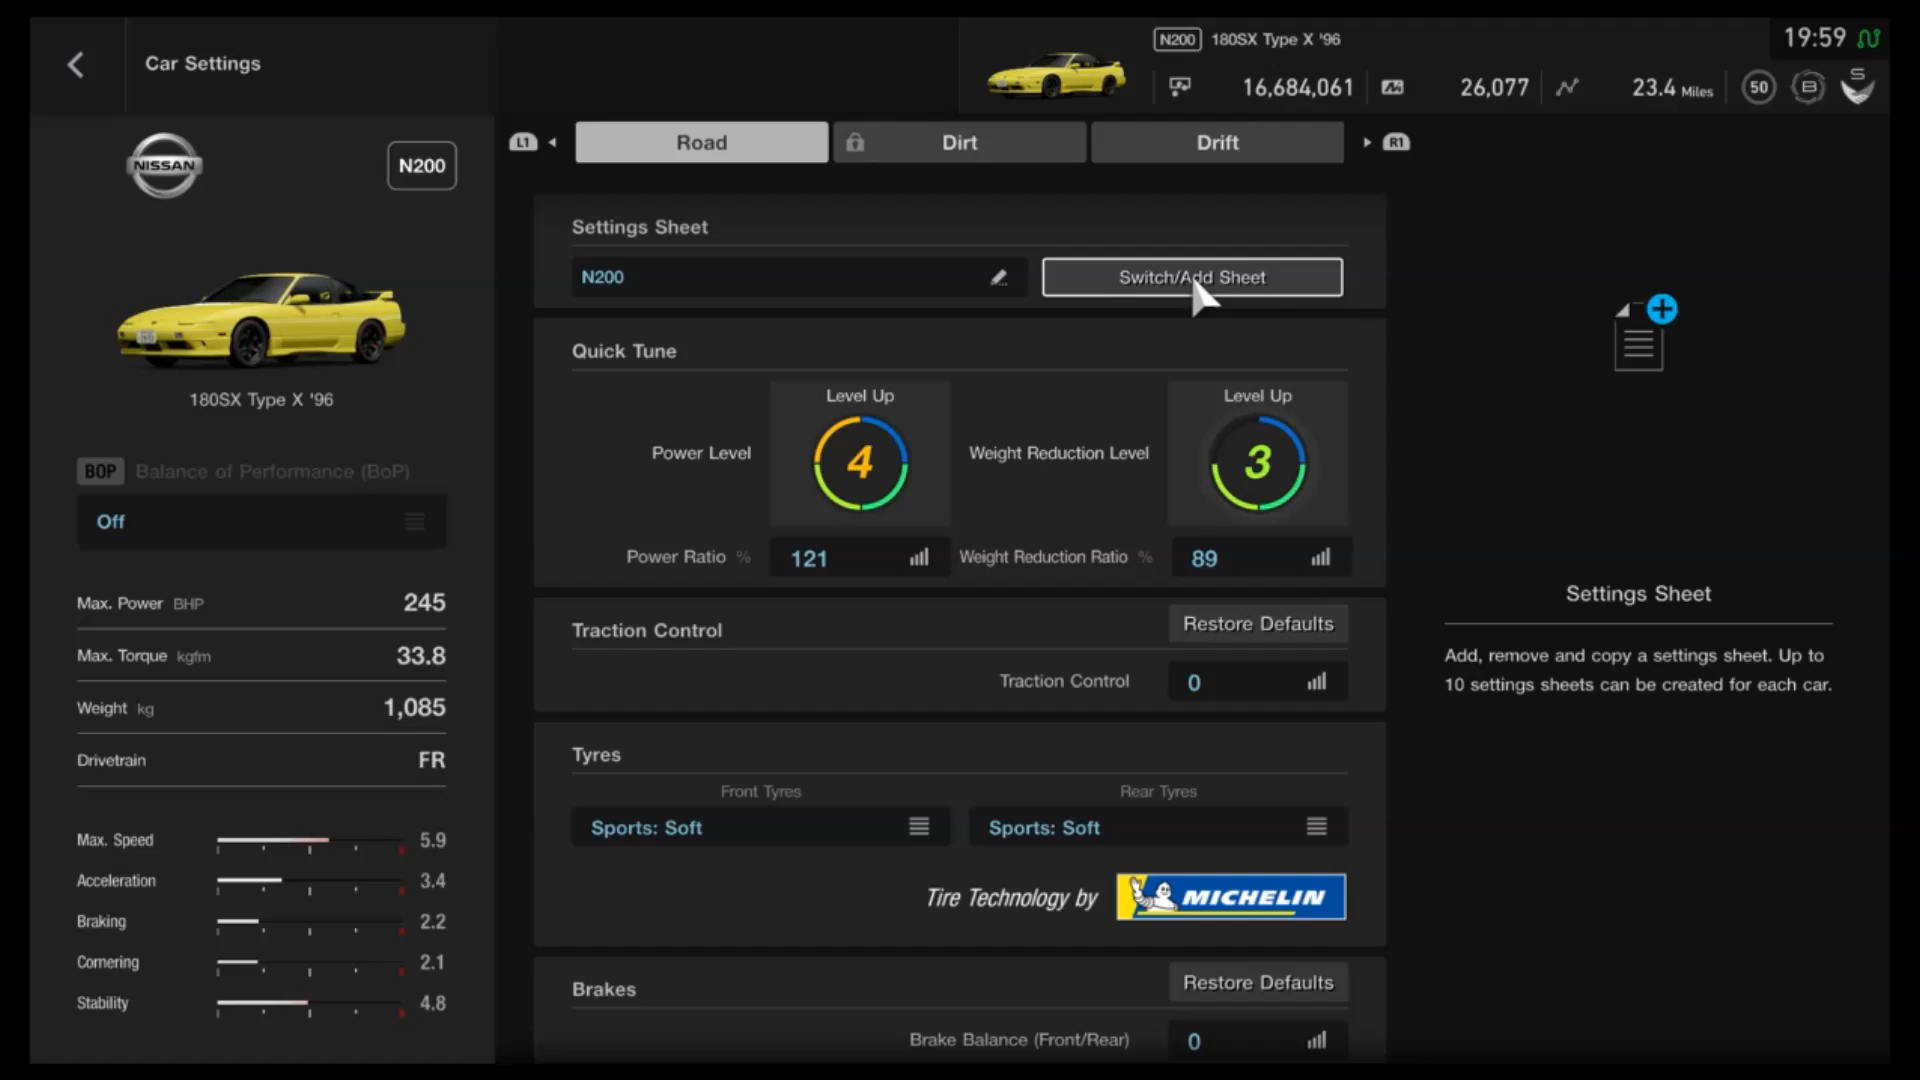 Car Settings
N200 180SX Type X '96
19:59
16,684,061
26,077
23.4 Miles
50
B
S
NISSAN
N200
180SX Type X '96
BOP Balance of Performance (BoP)
Off
Max. Power BHP 245
Max. Torque kgfm 33.8
Weight kg 1,085
Drivetrain FR
Max. Speed 5.9
Acceleration 3.4
Braking 2.2
Cornering 2.1
Stability 4.8
L1 Road Dirt Drift R1
Settings Sheet
N200 Switch/Add Sheet
Quick Tune
Level Up Level Up
Power Level 4 Weight Reduction Level 3
Power Ratio % 121 Weight Reduction Ratio % 89
Traction Control Restore Defaults
Traction Control 0
Tyres
Front Tyres Rear Tyres
Sports: Soft Sports: Soft
Tire Technology by MICHELIN
Brakes Restore Defaults
Brake Balance (Front/Rear) 0
Settings Sheet
Add, remove and copy a settings sheet. Up to
10 settings sheets can be created for each car.